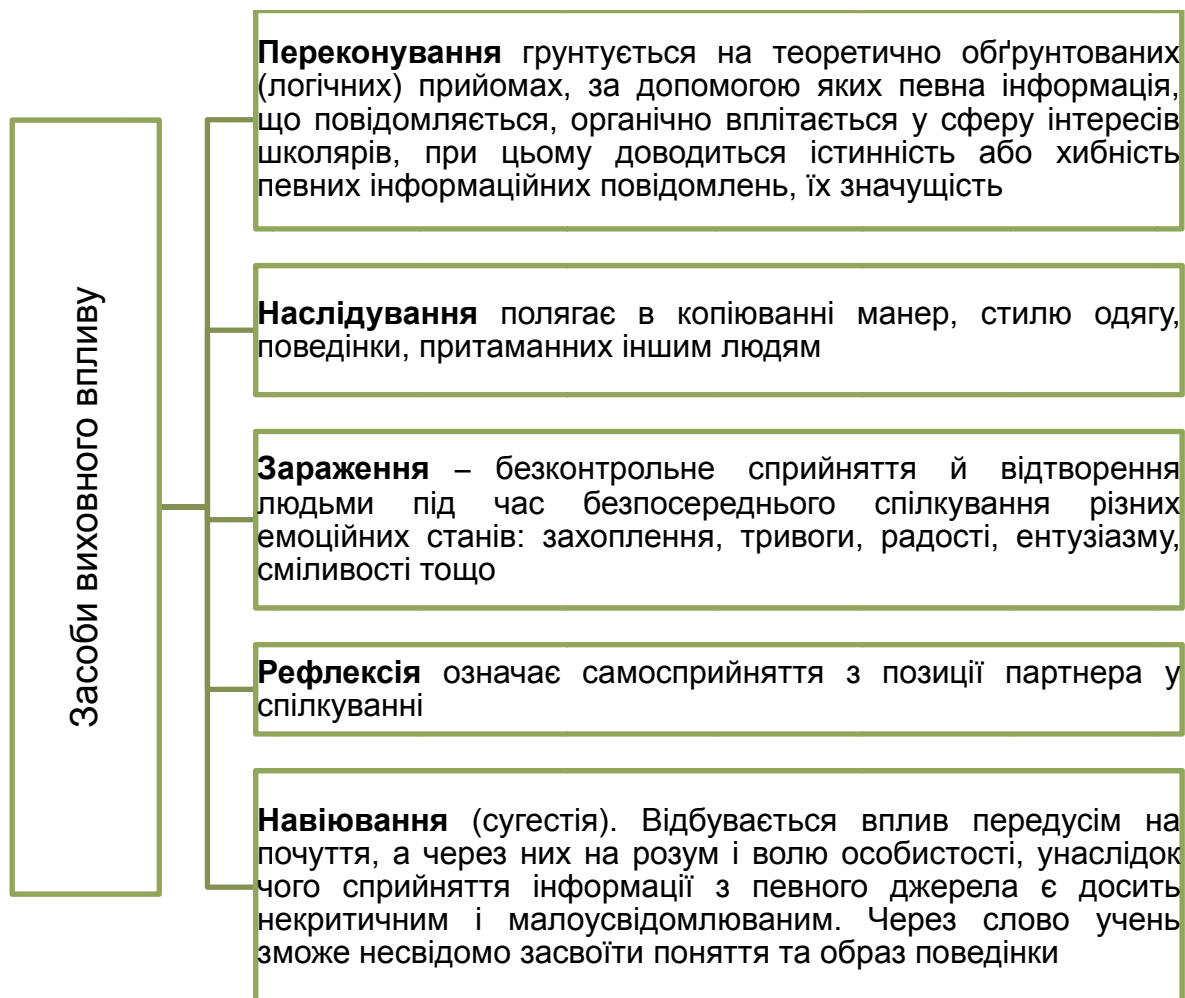 Засоби виховного впливу
Переконування грунтується на теоретично обґрунтованих
(логічних) прийомах, за допомогою яких певна інформація,
що повідомляється, органічно вплітається у сферу інтересів
школярів, при цьому доводиться істинність або хибність
певних інформаційних повідомлень, їх значущість
Наслідування полягає в копіюванні манер, стилю одягу,
поведінки, притаманних іншим людям
Зараження – безконтрольне сприйняття й відтворення
людьми під час безпосереднього спілкування різних
емоційних станів: захоплення, тривоги, радості, ентузіазму,
сміливості тощо
Рефлексія означає самосприйняття з позиції партнера у
спілкуванні
Навіювання (сугестія). Відбувається вплив передусім на
почуття, а через них на розум і волю особистості, унаслідок
чого сприйняття інформації з певного джерела є досить
некритичним і малоусвідомлюваним. Через слово учень
зможе несвідомо засвоїти поняття та образ поведінки